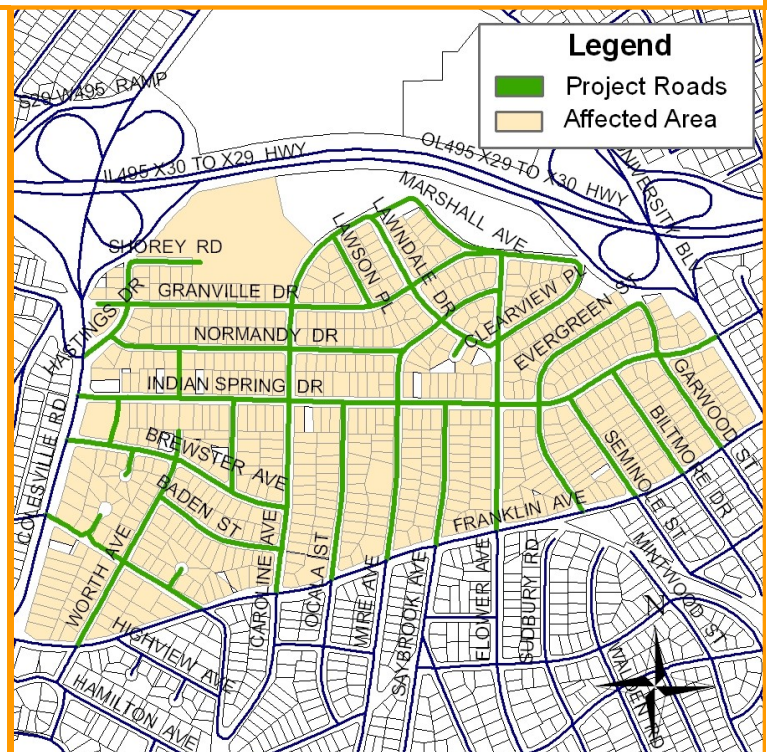 Legend
Project Roads
Affected Area
S29 W495 RAMP
IL495 X30 TO X29 HWY
OL495 X29 TO X30 HWY
UNIVERSITY BLV
MARSHALL AVE
SHOREY RD
LAWSON PL
LAWNDALE DR
GRANVILLE DR
HASTINGS DR
NORMANDY DR
CLEARVIEW PL
EVERGREEN ST
INDIAN SPRING DR
GARWOOD ST
BILTMORE DR
SEMINOLE ST
COLESVILLE RD
BREWSTER AVE
BADEN ST
FRANKLIN AVE
WORTH AVE
CAROLINE AVE
OCALA ST
WIRE AVE
SAYBROOK AVE
FLOWER AVE
SUDBURY RD
MINTWOOD ST
HIGHVIEW AVE
HAMILTON AVE
N